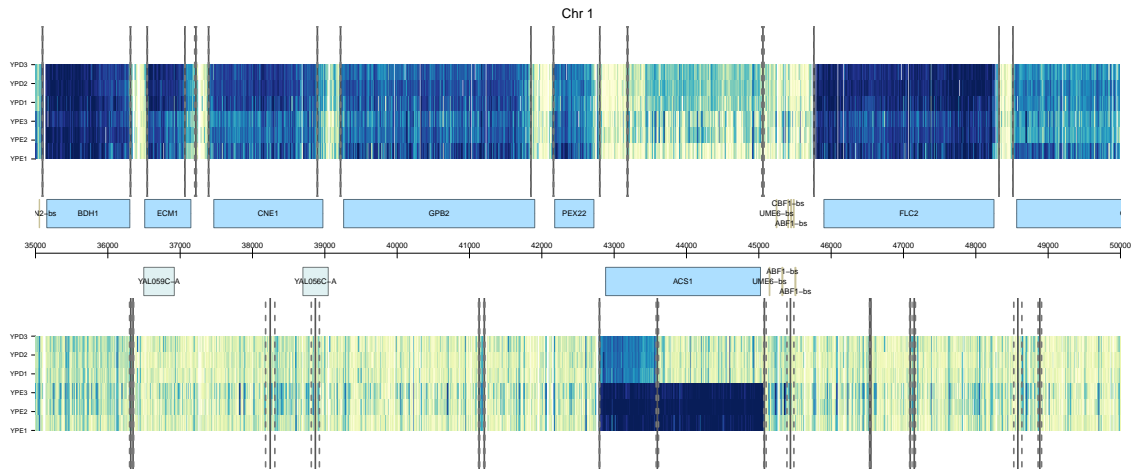 Chr 1
YPD3
YPD2
YPD1
YPE3
YPE2
YPE1
N2-bs BDH1 ECM1 CNE1 GPB2 PEX22 CBF1-bs UME6-bs ABF1-bs FLC2
35000 36000 37000 38000 39000 40000 41000 42000 43000 44000 45000 46000 47000 48000 49000 50000
YAL059C-A YAL056C-A ACS1 ABF1-bs UME6-bs ABF1-bs
YPD3
YPD2
YPD1
YPE3
YPE2
YPE1